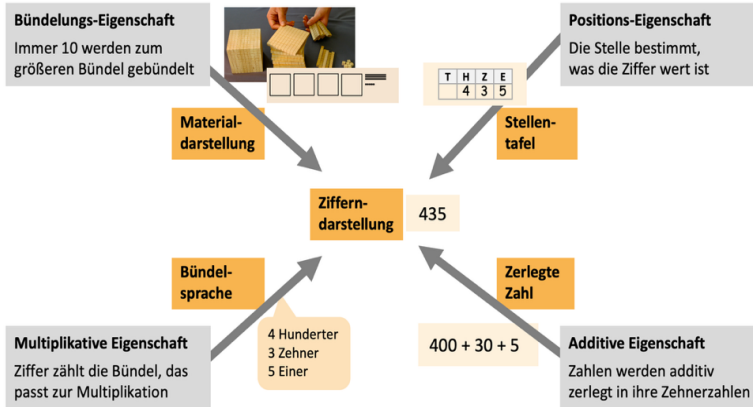 Bündelungs-Eigenschaft
Immer 10 werden zum
größeren Bündel gebündelt
Positions-Eigenschaft
Die Stelle bestimmt,
was die Ziffer wert ist
T H Z E
4 3 5
Material-
darstellung
Stellen-
tafel
Ziffern-
darstellung
435
Bündel-
sprache
Zerlegte
Zahl
4 Hunderter
3 Zehner
5 Einer
400 + 30 + 5
Multiplikative Eigenschaft
Ziffer zählt die Bündel, das
passt zur Multiplikation
Additive Eigenschaft
Zahlen werden additiv
zerlegt in ihre Zehnerzahlen